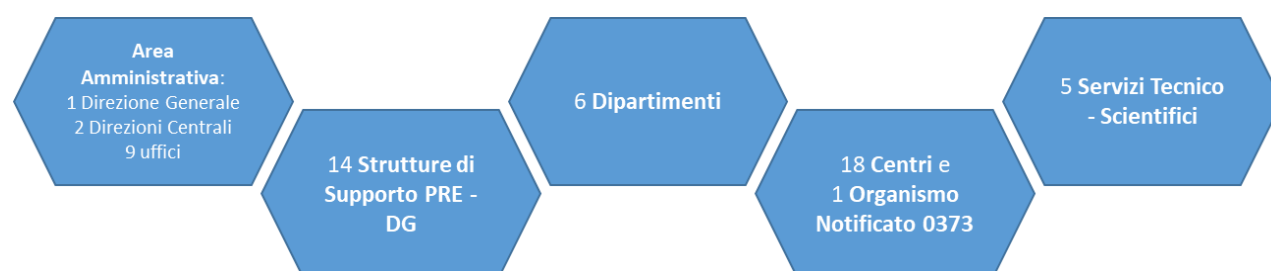 Area
Amministrativa:
1 Direzione Generale
2 Direzioni Centrali
9 uffici
14 Strutture di
Supporto PRE -
DG
6 Dipartimenti
18 Centri e
1 Organismo
Notificato 0373
5 Servizi Tecnico
- Scientifici